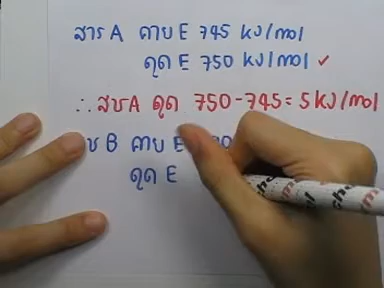 สาร A คาย E 745 kJ/mol
ดูด E 750 kJ/mol ✓
∴ สาร A ดูด 750-745 = 5 kJ/mol
B คาย E
ดูด E